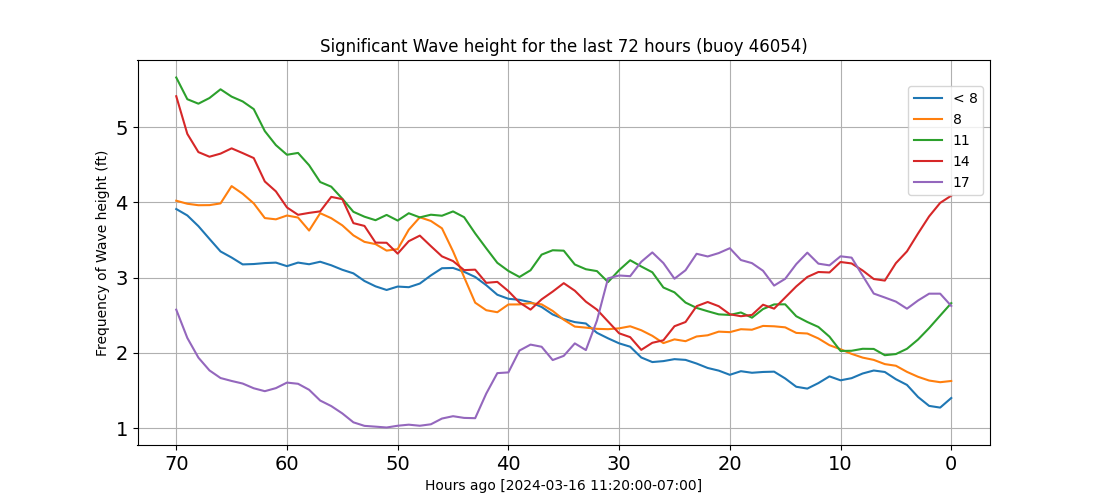 Significant Wave height for the last 72 hours (buoy 46054)
Frequency of Wave height (ft)
5
4
3
2
1
< 8
8
11
14
17
70 60 50 40 30 20 10 0
Hours ago [2024-03-16 11:20:00-07:00]